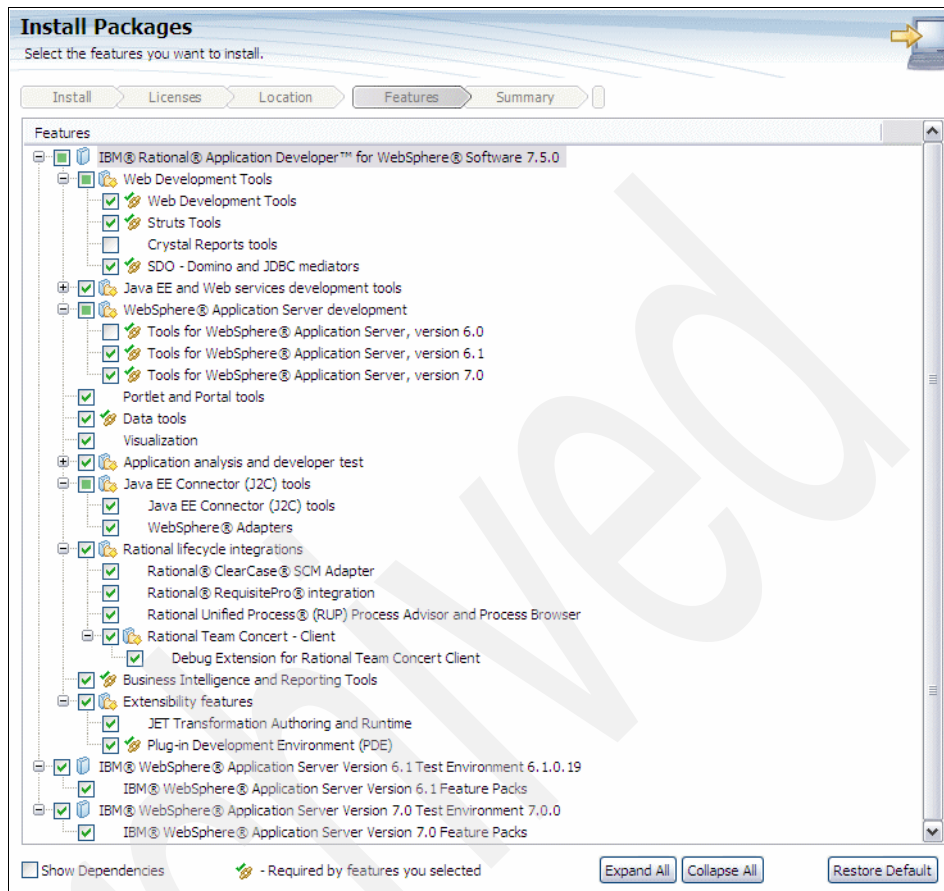 Install Packages
Select the features you want to install.
Install Licenses Location Features Summary
Features
IBM® Rational® Application Developer™ for WebSphere® Software 7.5.0
Web Development Tools
Web Development Tools
Struts Tools
Crystal Reports tools
SDO - Domino and JDBC mediators
Java EE and Web services development tools
WebSphere® Application Server development
Tools for WebSphere® Application Server, version 6.0
Tools for WebSphere® Application Server, version 6.1
Tools for WebSphere® Application Server, version 7.0
Portlet and Portal tools
Data tools
Visualization
Application analysis and developer test
Java EE Connector (J2C) tools
Java EE Connector (J2C) tools
WebSphere® Adapters
Rational lifecycle integrations
Rational® ClearCase® SCM Adapter
Rational® RequisitePro® integration
Rational Unified Process® (RUP) Process Advisor and Process Browser
Rational Team Concert - Client
Debug Extension for Rational Team Concert Client
Business Intelligence and Reporting Tools
Extensibility features
JET Transformation Authoring and Runtime
Plug-in Development Environment (PDE)
IBM® WebSphere® Application Server Version 6.1 Test Environment 6.1.0.19
IBM® WebSphere® Application Server Version 6.1 Feature Packs
IBM® WebSphere® Application Server Version 7.0 Test Environment 7.0.0
IBM® WebSphere® Application Server Version 7.0 Feature Packs
Show Dependencies - Required by features you selected Expand All Collapse All Restore Default